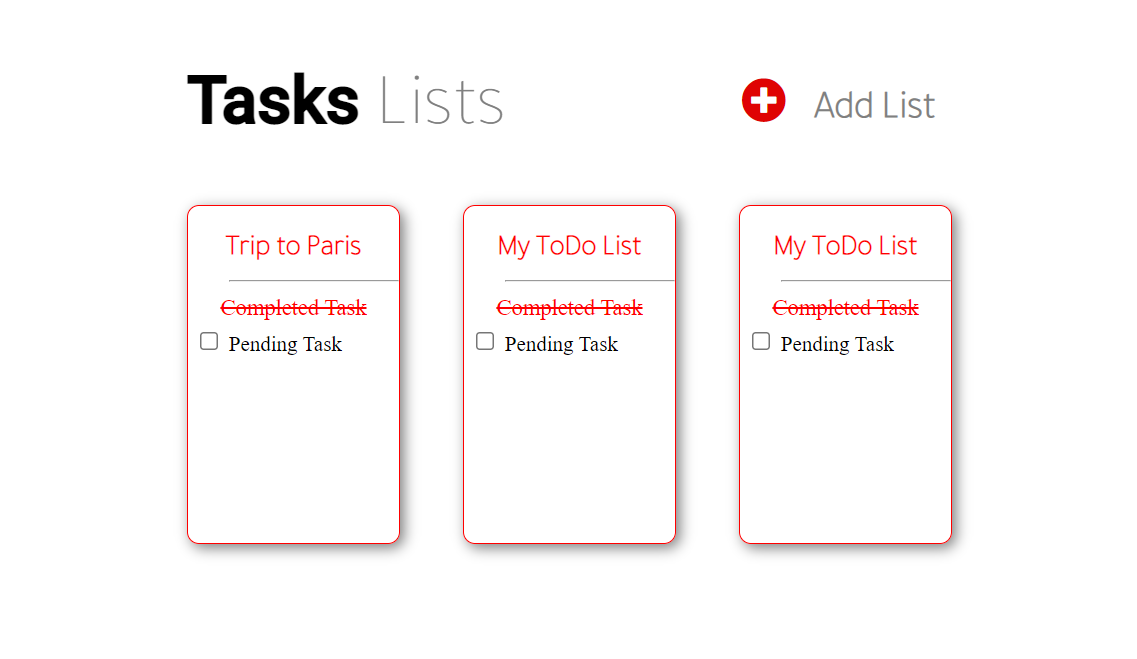 Tasks Lists
Add List
Trip to Paris
Completed Task
Pending Task
My ToDo List
Completed Task
Pending Task
My ToDo List
Completed Task
Pending Task